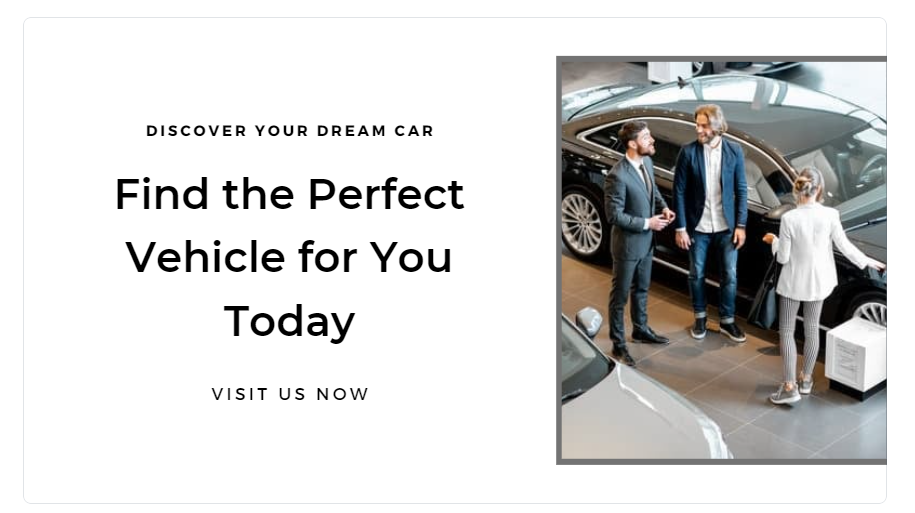 DISCOVER YOUR DREAM CAR
Find the Perfect
Vehicle for You
Today
VISIT US NOW